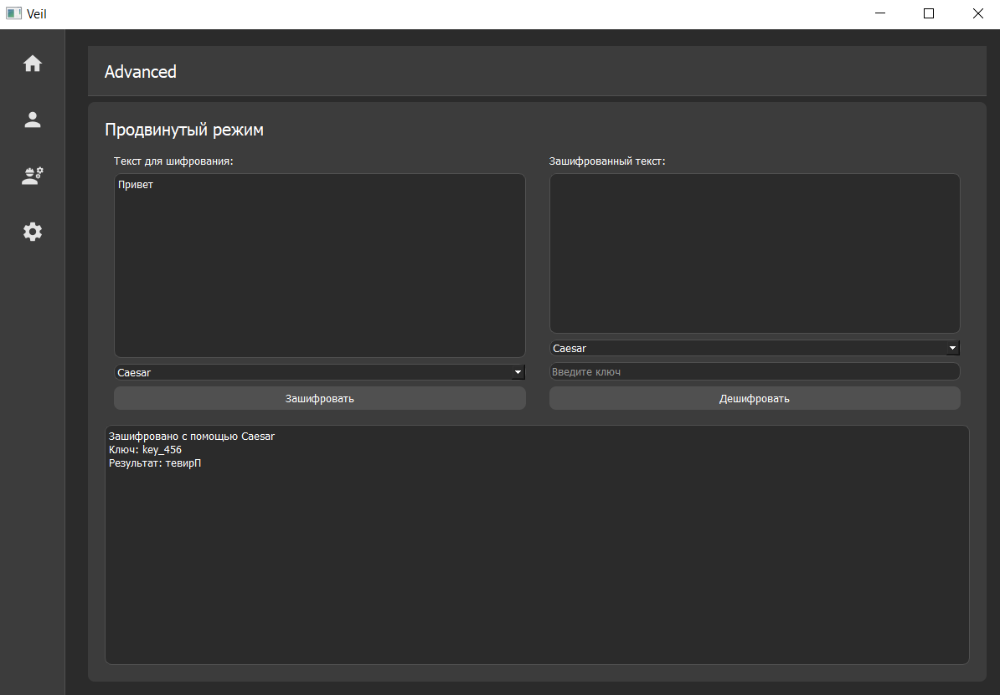 Veil
Advanced
Продвинутый режим
Текст для шифрования:
Привет
Caesar
Зашифровать
Зашифрованный текст:
Caesar
Введите ключ
Дешифровать
Зашифровано с помощью Caesar
Ключ: key_456
Результат: тевирП